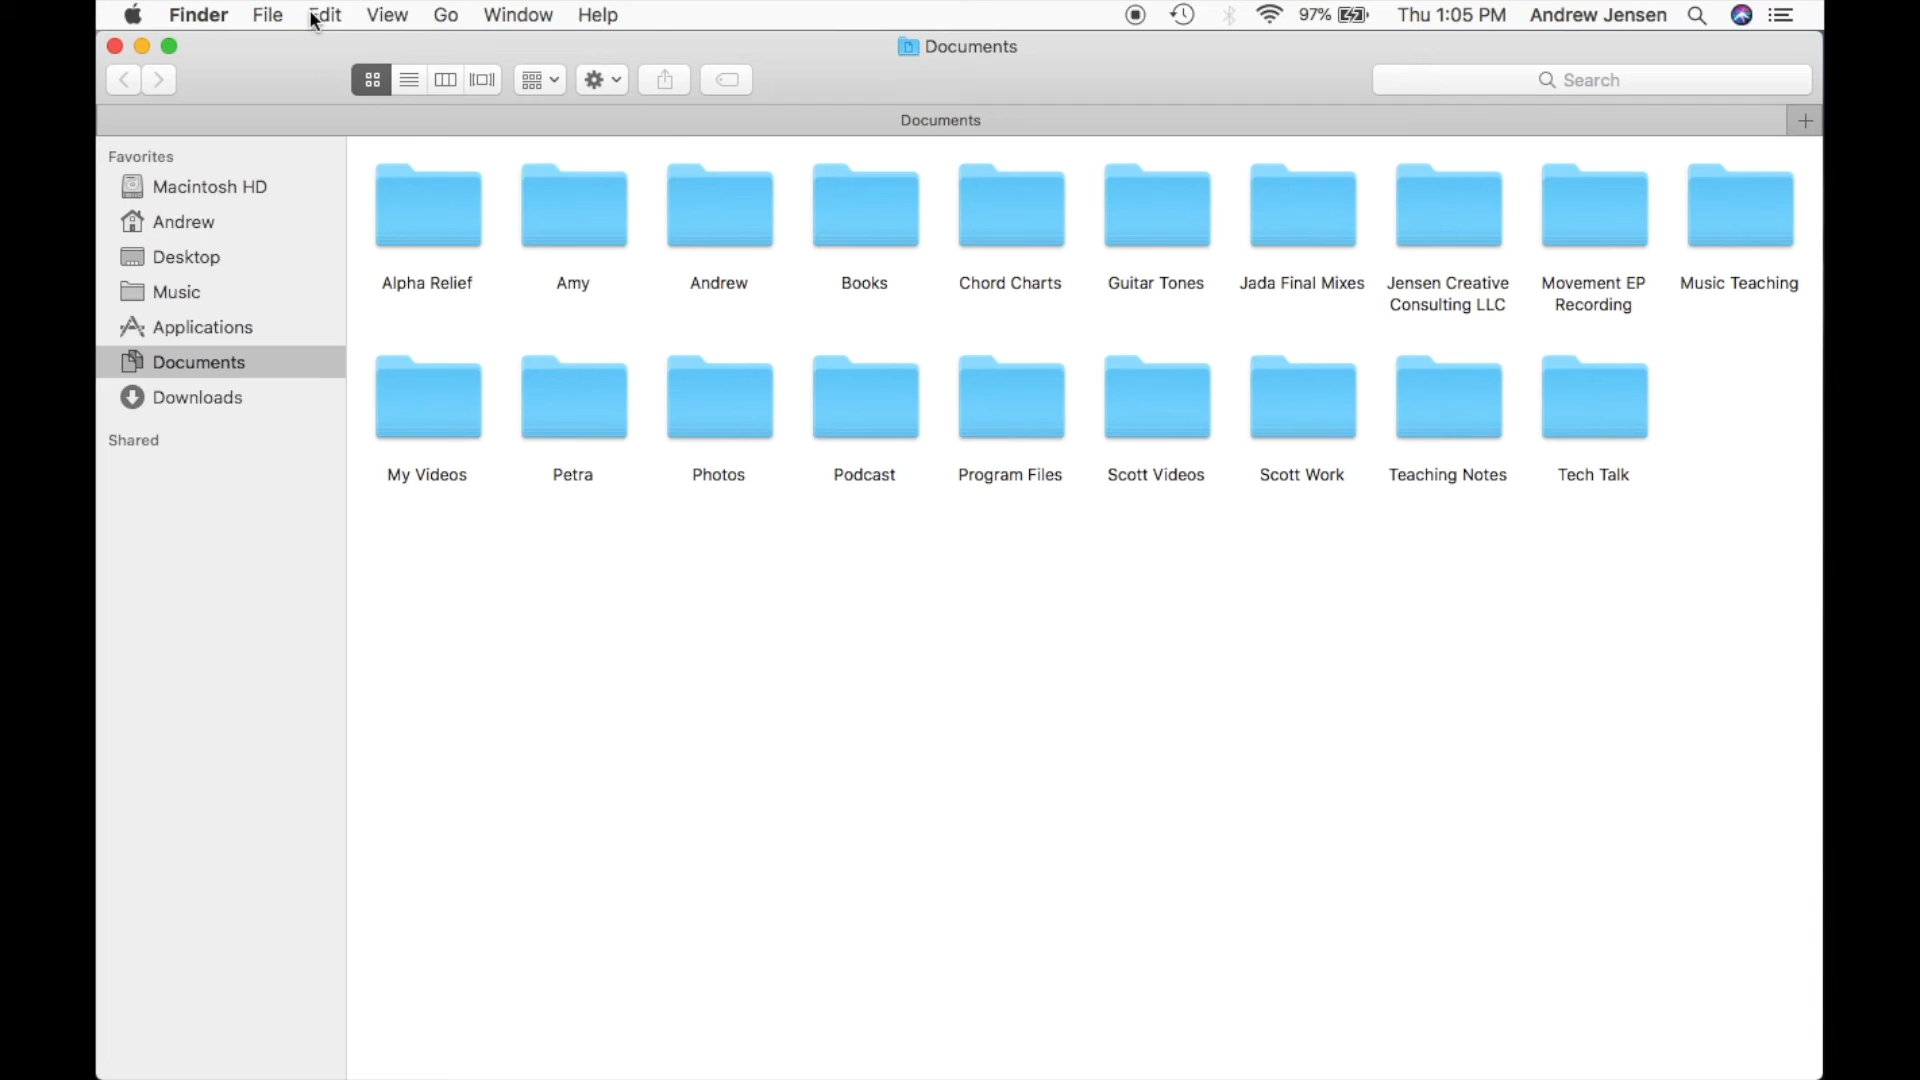 Finder File Edit View Go Window Help 97% Thu 1:05 PM Andrew Jensen
Documents
Search
Documents
Favorites
Macintosh HD
Andrew
Desktop
Music
Applications
Documents
Downloads
Shared
Alpha Relief
Amy
Andrew
Books
Chord Charts
Guitar Tones
Jada Final Mixes
Jensen Creative
Consulting LLC
Movement EP
Recording
Music Teaching
My Videos
Petra
Photos
Podcast
Program Files
Scott Videos
Scott Work
Teaching Notes
Tech Talk